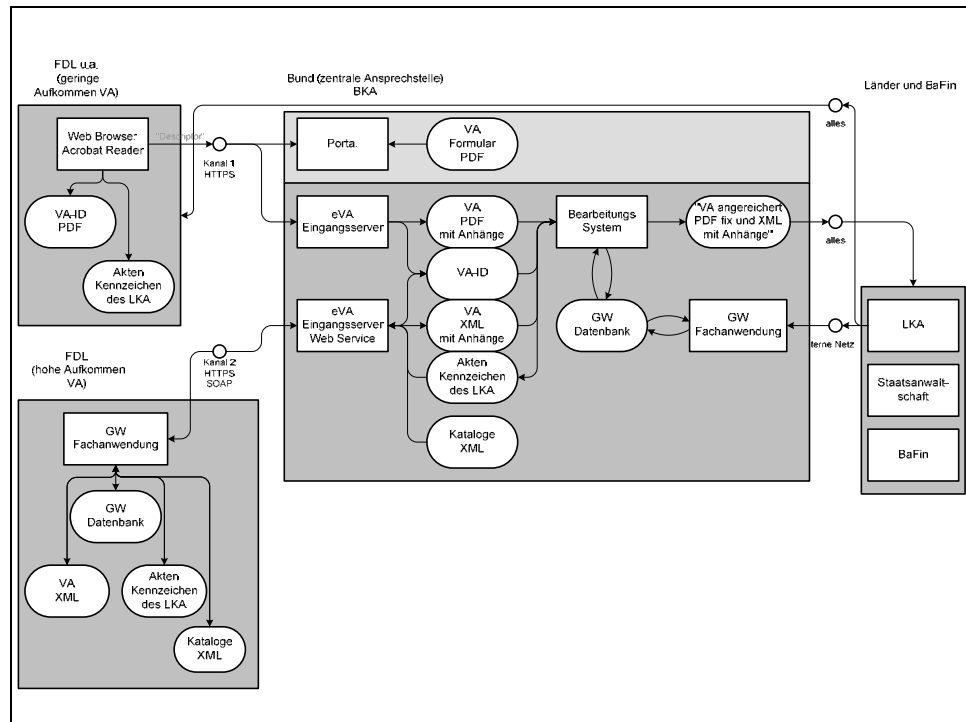 FDL u.a.
(geringe
Aufkommen VA)
Bund (zentrale Ansprechstelle)
BKA
Länder und BaFin
Web Browser
Acrobat Reader
"Descriptor"
Kanal 1
HTTPS
Porta.
VA
Formular
PDF
alles
VA-ID
PDF
Akten
Kennzeichen
des LKA
eVA
Eingangsserver
VA
PDF
mit Anhänge
Bearbeitungs
System
"VA angereichert
PDF fix und XML
mit Anhänge"
alles
VA-ID
eVA
Eingangsserver
Web Service
VA
XML
mit Anhänge
GW
Datenbank
GW
Fachanwendung
terne Netz
LKA
Kanal 2
HTTPS
SOAP
Akten
Kennzeichen
des LKA
Staatsanwalt-
schaft
Kataloge
XML
BaFin
FDL
(hohe Aufkommen
VA)
GW
Fachanwendung
GW
Datenbank
VA
XML
Akten
Kennzeichen
des LKA
Kataloge
XML